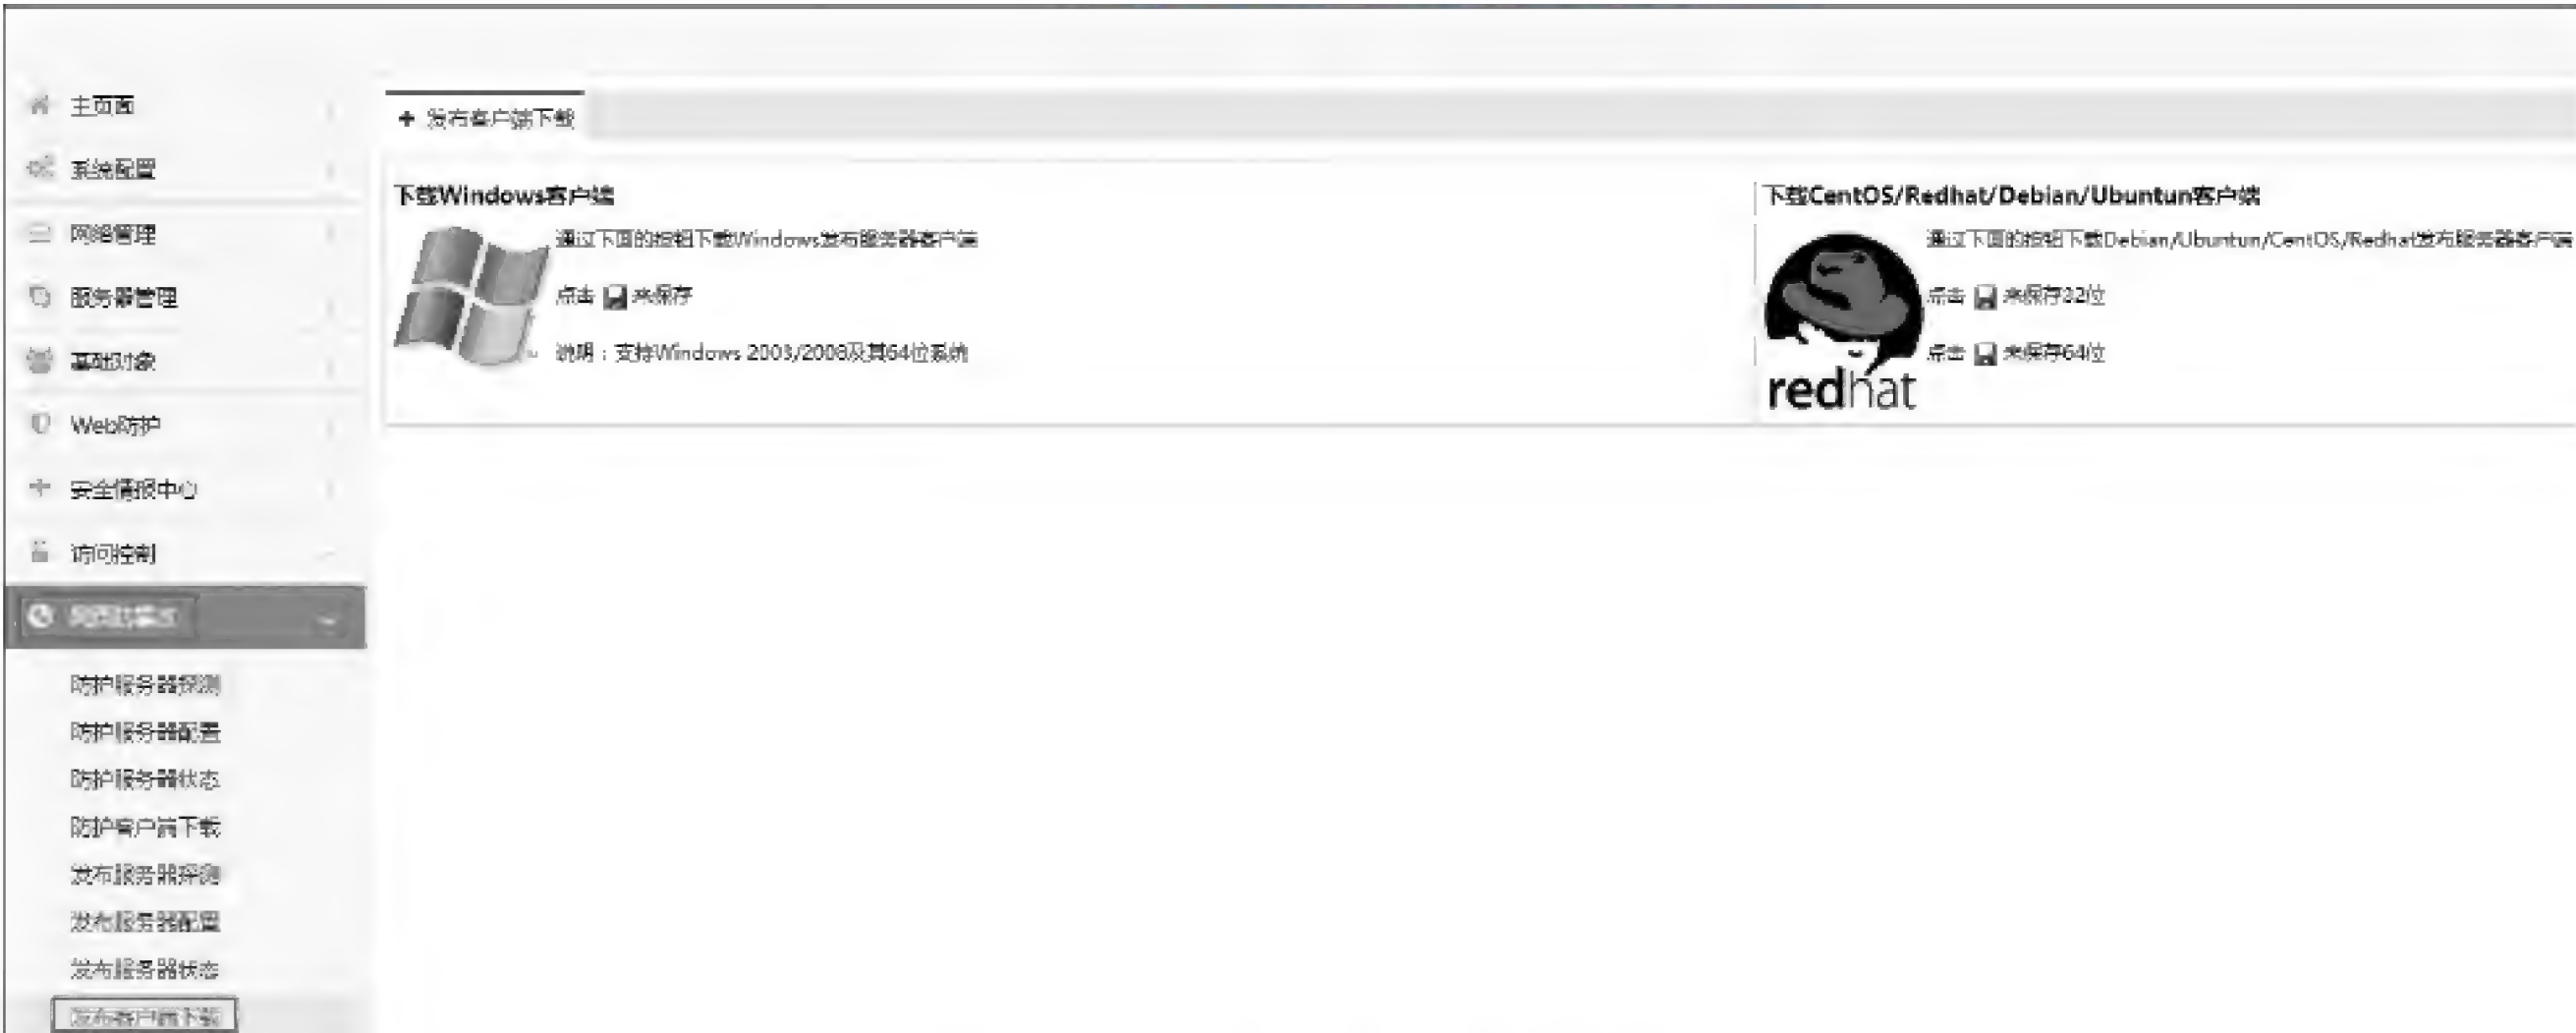 主页面
系统配置
网络管理
服务器管理
基础对象
Web防护
安全情报中心
访问控制
网页防篡改
防护服务器探测
防护服务器配置
防护服务器状态
防护客户端下载
发布服务器探测
发布服务器配置
发布服务器状态
发布客户端下载
发布客户端下载
下载Windows客户端
通过下面的按钮下载Windows发布服务器客户端
点击 来保存
说明：支持Windows 2003/2008及其64位系统
下载CentOS/Redhat/Debian/Ubuntun客户端
通过下面的按钮下载Debian/Ubuntun/CentOS/Redhat发布服务器客户端
点击 来保存32位
点击 来保存64位
redhat